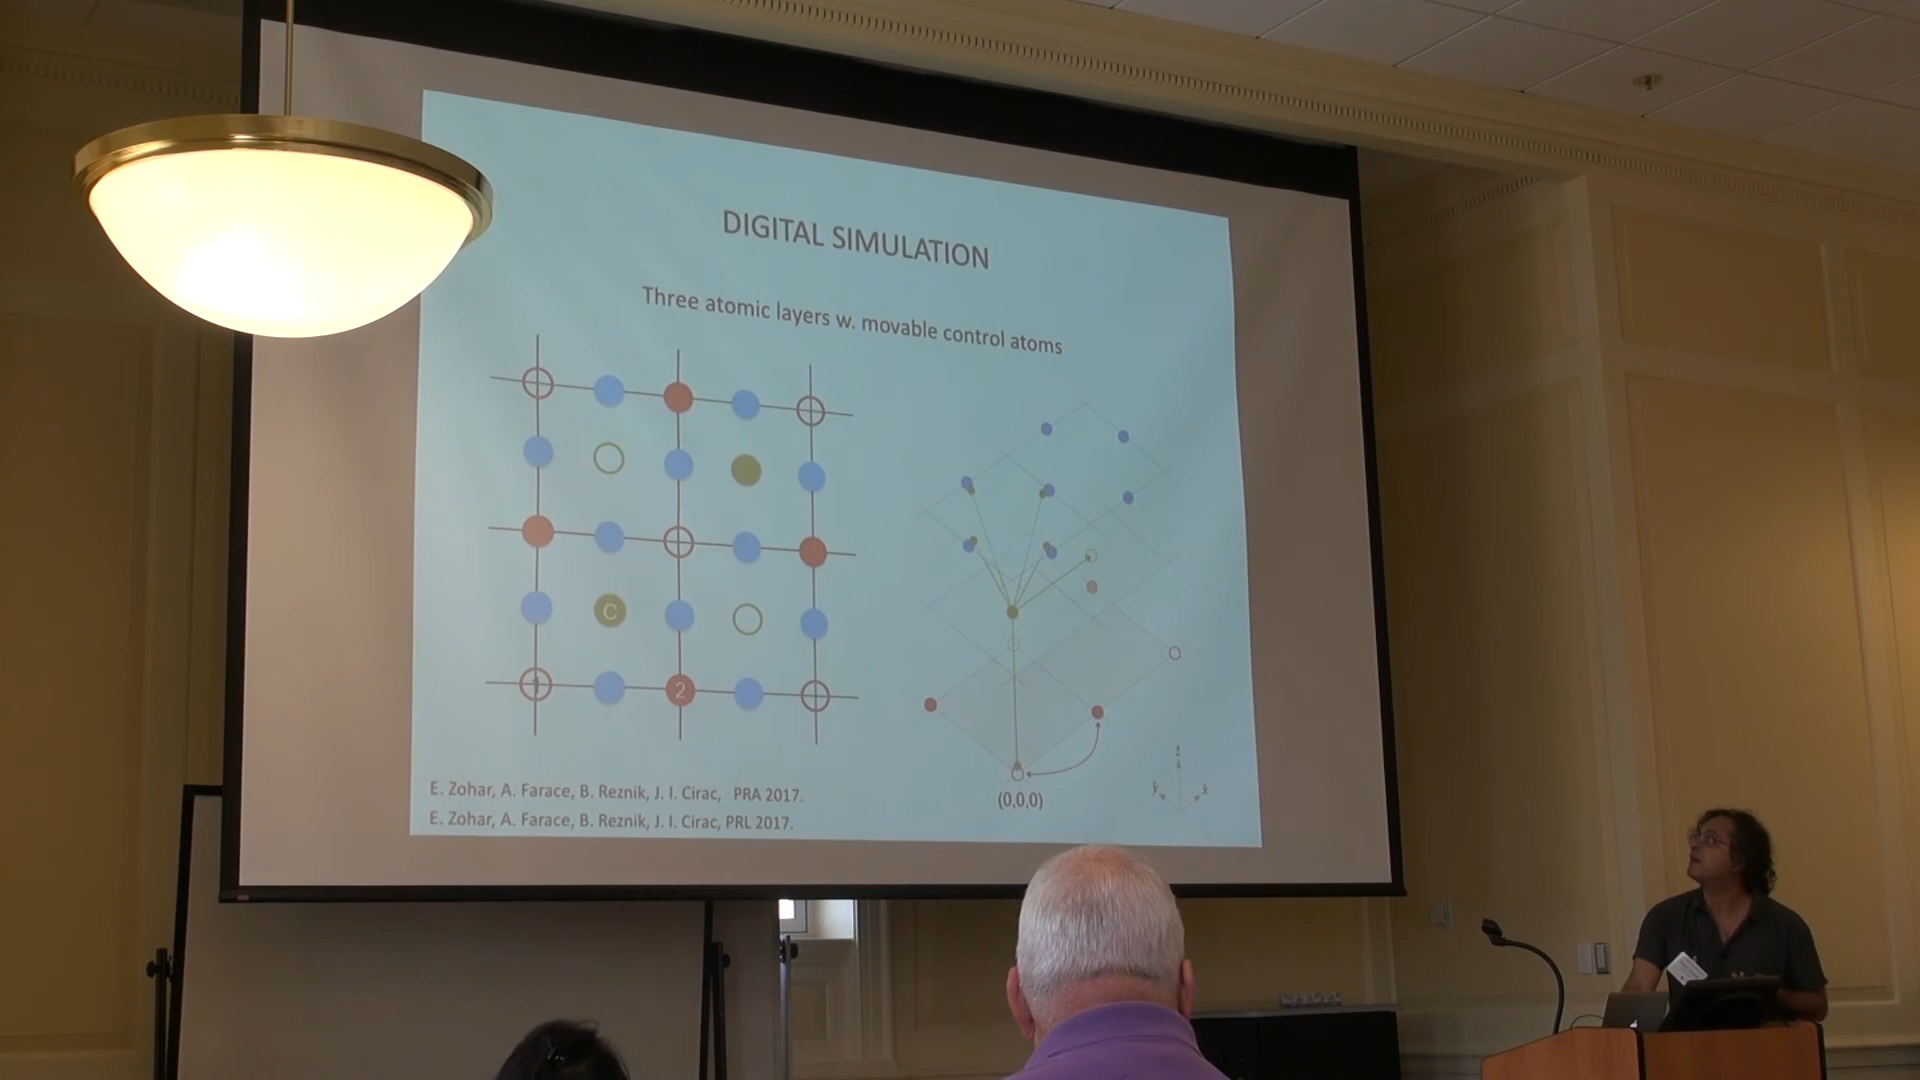 DIGITAL SIMULATION
Three atomic layers w. movable control atoms
C
1
2
(0,0,0)
E. Zohar, A. Farace, B. Reznik, J. I. Cirac, PRA 2017.
E. Zohar, A. Farace, B. Reznik, J. I. Cirac, PRL 2017.